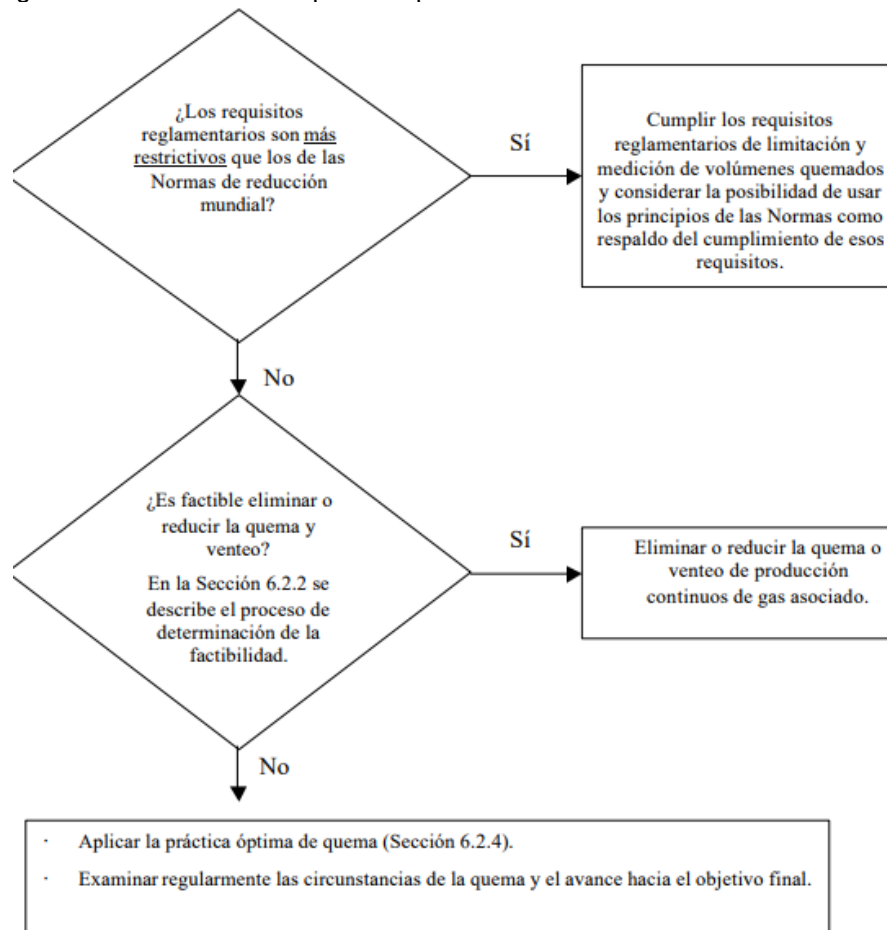 ¿Los requisitos
reglamentarios son más
restrictivos que los de las
Normas de reducción
mundial?
Sí
Cumplir los requisitos
reglamentarios de limitación y
medición de volúmenes quemados
y considerar la posibilidad de usar
los principios de las Normas como
respaldo del cumplimiento de esos
requisitos.
No
¿Es factible eliminar o
reducir la quema y
venteo?
En la Sección 6.2.2 se
describe el proceso de
determinación de la
factibilidad.
Sí
Eliminar o reducir la quema o
venteo de producción
continuos de gas asociado.
No
· Aplicar la práctica óptima de quema (Sección 6.2.4).
· Examinar regularmente las circunstancias de la quema y el avance hacia el objetivo final.